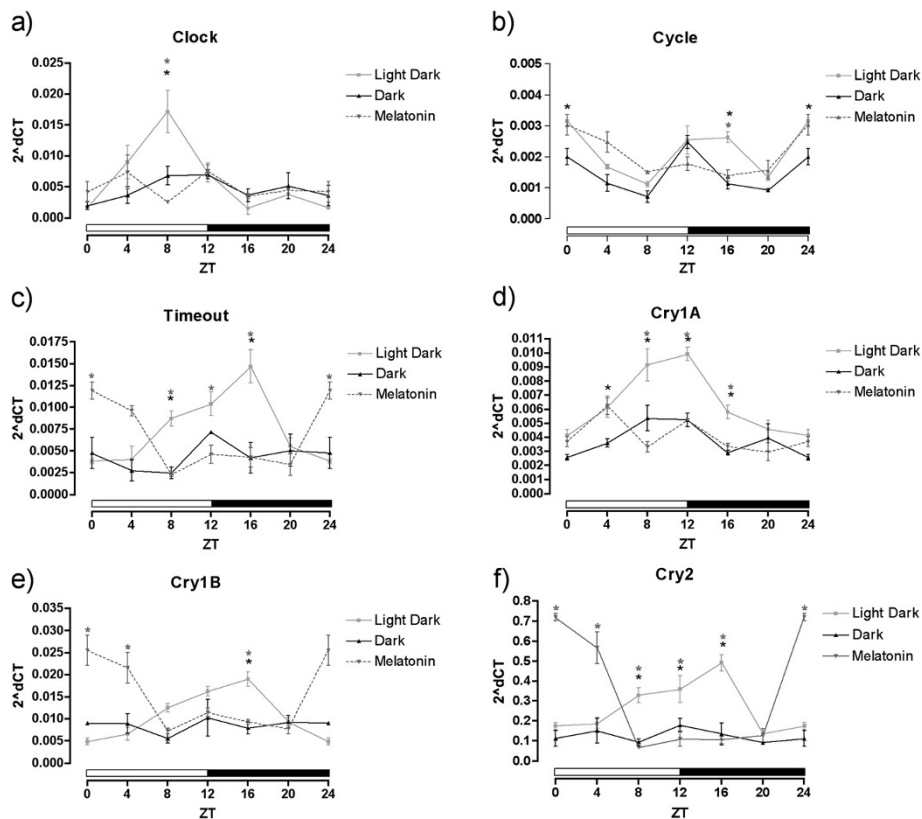 a)
Clock
2^dCT
0.025
0.020
0.015
0.010
0.005
0.000
*
*
Light Dark
Dark
Melatonin
0 4 8 12 16 20 24
ZT
b)
Cycle
2^dCT
0.005
0.004
0.003
0.002
0.001
0.000
* * * *
Light Dark
Dark
Melatonin
0 4 8 12 16 20 24
ZT
c)
Timeout
2^dCT
0.0175
0.0150
0.0125
0.0100
0.0075
0.0050
0.0025
0.0000
* * * * * * *
Light Dark
Dark
Melatonin
0 4 8 12 16 20 24
ZT
d)
Cry1A
2^dCT
0.011
0.010
0.009
0.008
0.007
0.006
0.005
0.004
0.003
0.002
0.001
0.000
* * * * * * *
Light Dark
Dark
Melatonin
0 4 8 12 16 20 24
ZT
e)
Cry1B
2^dCT
0.035
0.030
0.025
0.020
0.015
0.010
0.005
0.000
* * * *
Light Dark
Dark
Melatonin
0 4 8 12 16 20 24
ZT
f)
Cry2
2^dCT
0.8
0.7
0.6
0.5
0.4
0.3
0.2
0.1
0.0
* * * * * * * * *
Light Dark
Dark
Melatonin
0 4 8 12 16 20 24
ZT